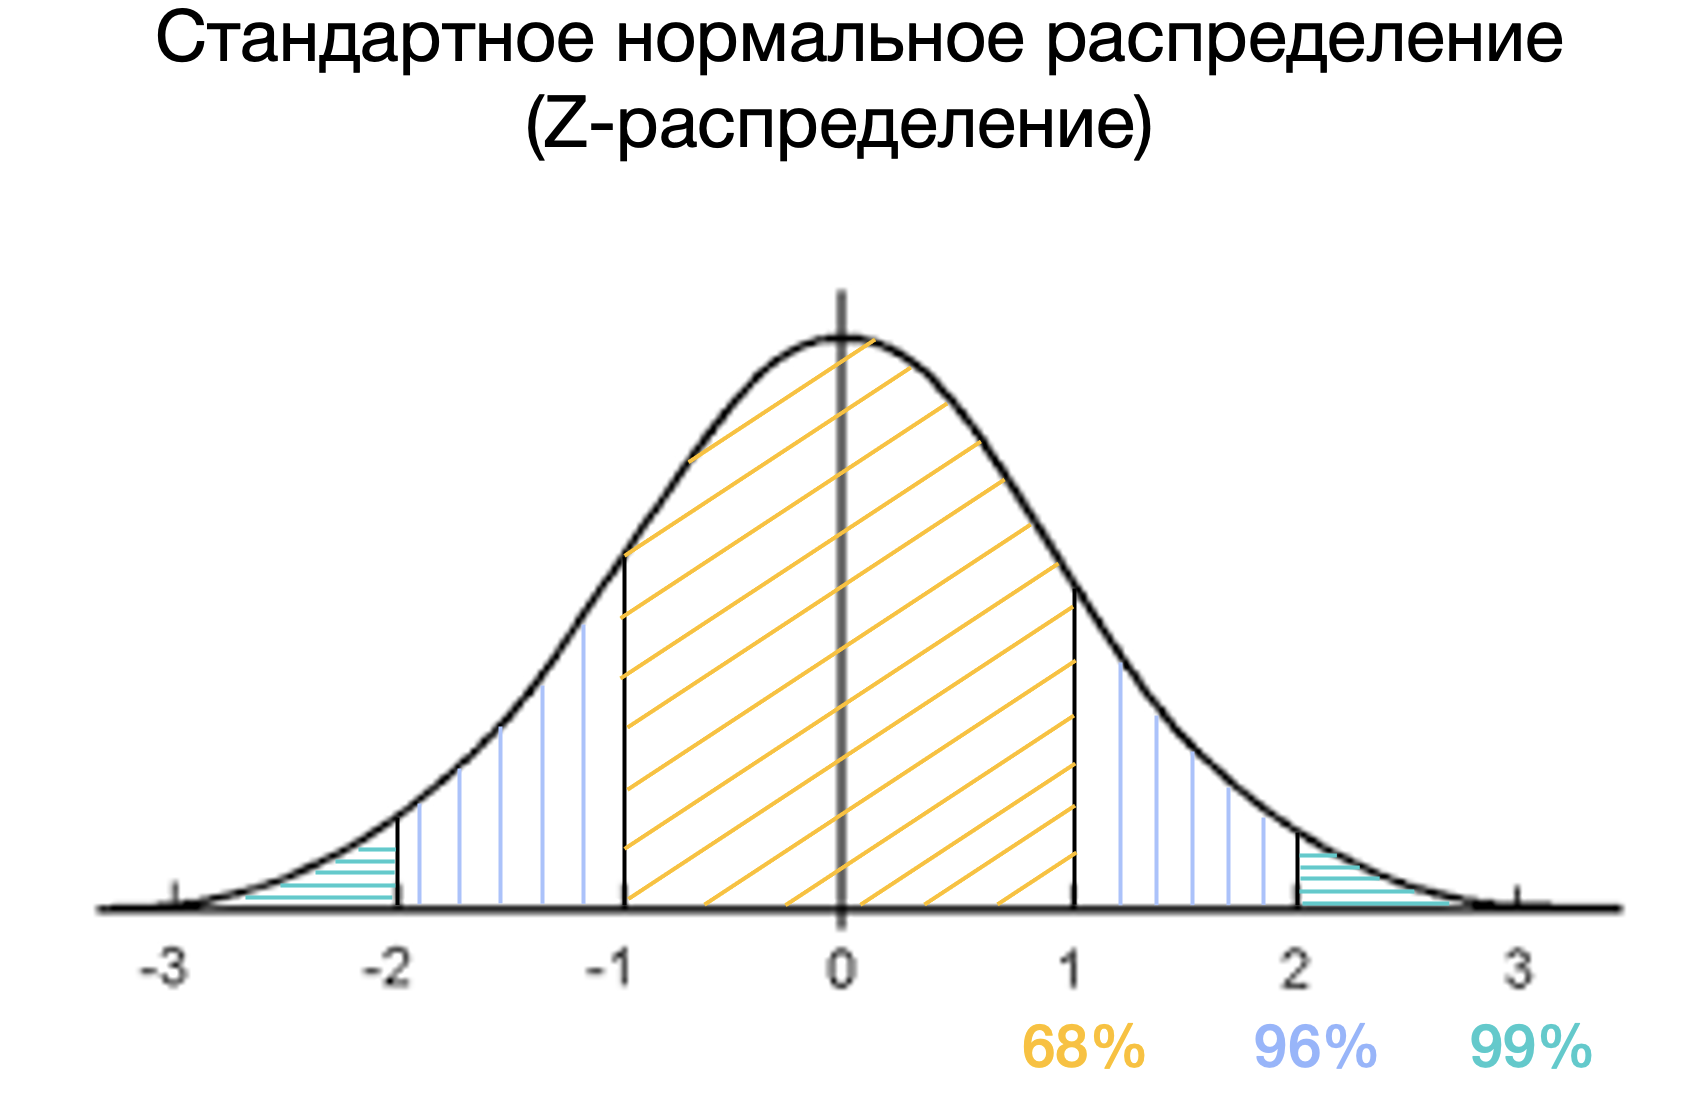 Стандартное нормальное распределение
(Z-распределение)
-3 -2 -1 0 1 2 3
68% 96% 99%